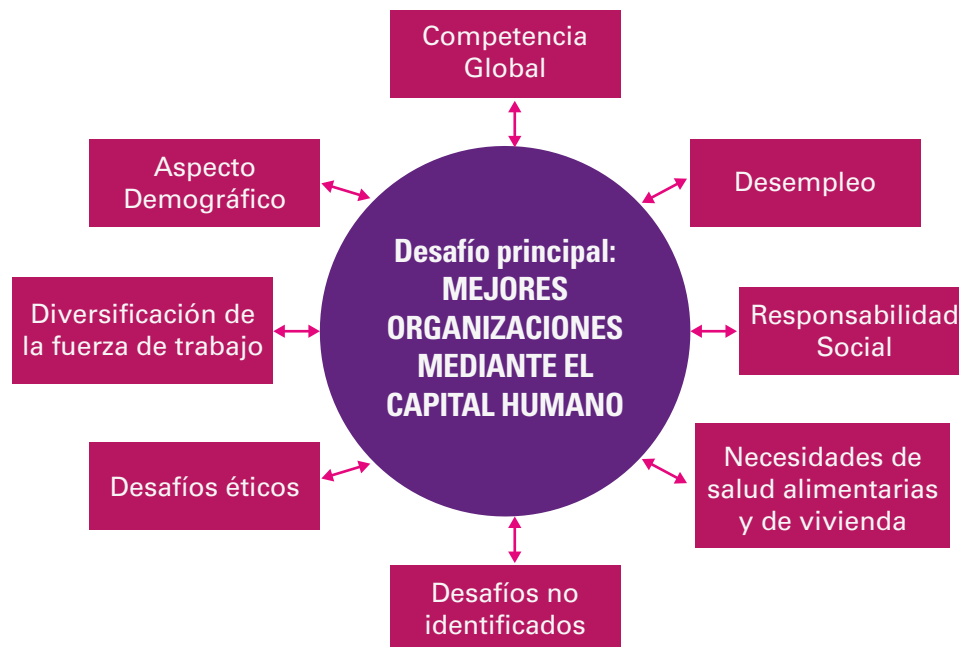 Competencia
Global
Aspecto
Demográfico
Desempleo
Desafío principal:
MEJORES
ORGANIZACIONES
MEDIANTE EL
CAPITAL HUMANO
Diversificación de
la fuerza de trabajo
Responsabilidad
Social
Desafíos éticos
Necesidades de
salud alimentarias
y de vivienda
Desafíos no
identificados